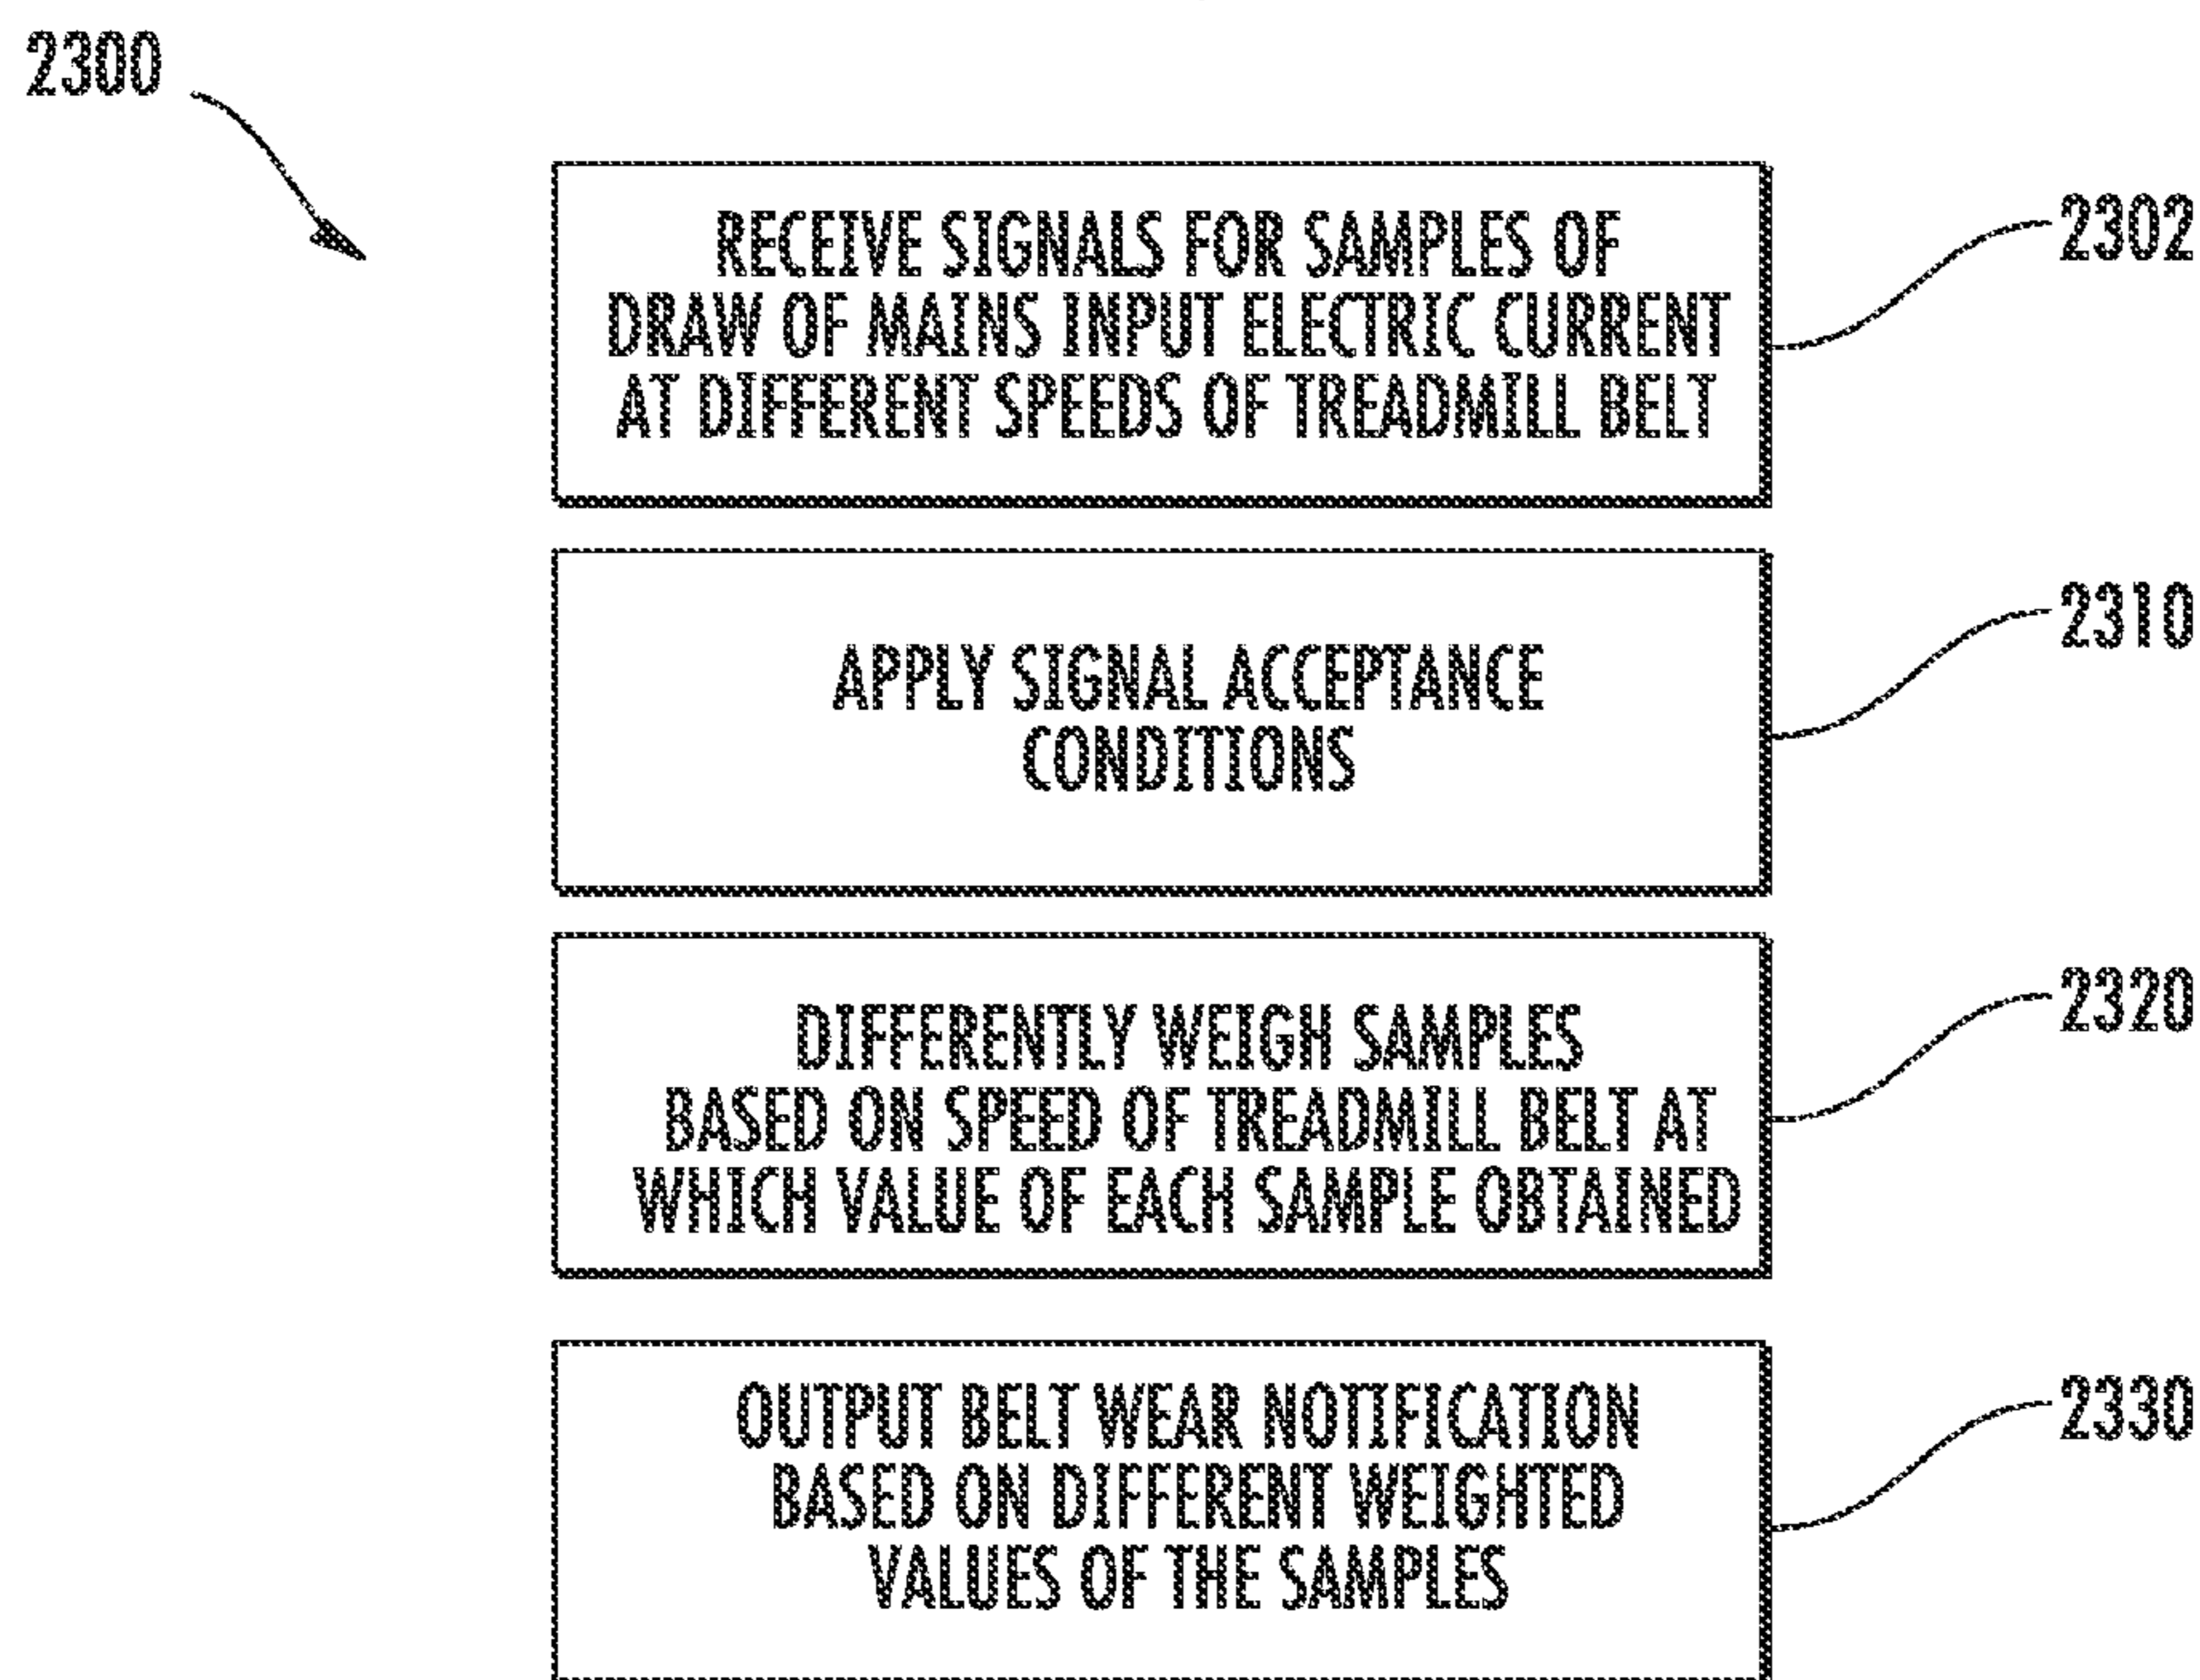 2300
RECEIVE SIGNALS FOR SAMPLES OF
DRAW OF MAINS INPUT ELECTRIC CURRENT
AT DIFFERENT SPEEDS OF TREADMILL BELT
2302
APPLY SIGNAL ACCEPTANCE
CONDITIONS
2310
DIFFERENTLY WEIGH SAMPLES
BASED ON SPEED OF TREADMILL BELT AT
WHICH VALUE OF EACH SAMPLE OBTAINED
2320
OUTPUT BELT WEAR NOTIFICATION
BASED ON DIFFERENT WEIGHTED
VALUES OF THE SAMPLES
2330